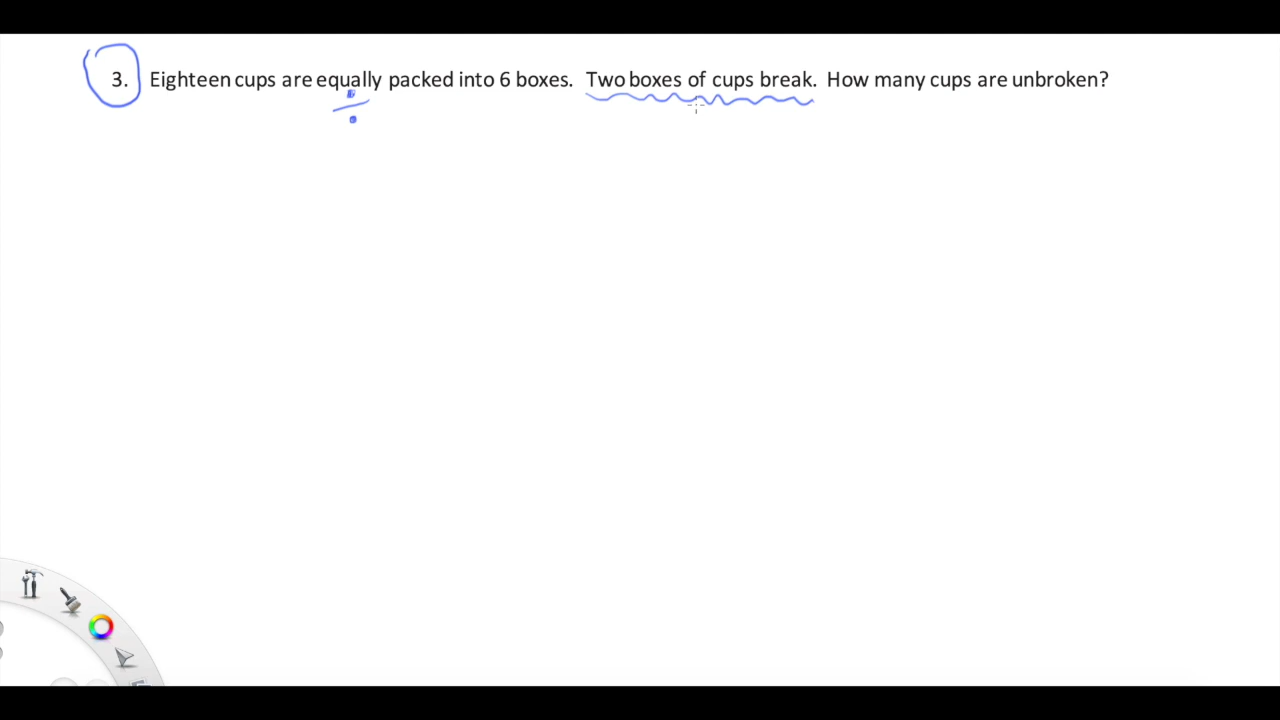 3. Eighteen cups are equally packed into 6 boxes. Two boxes of cups break. How many cups are unbroken?
÷